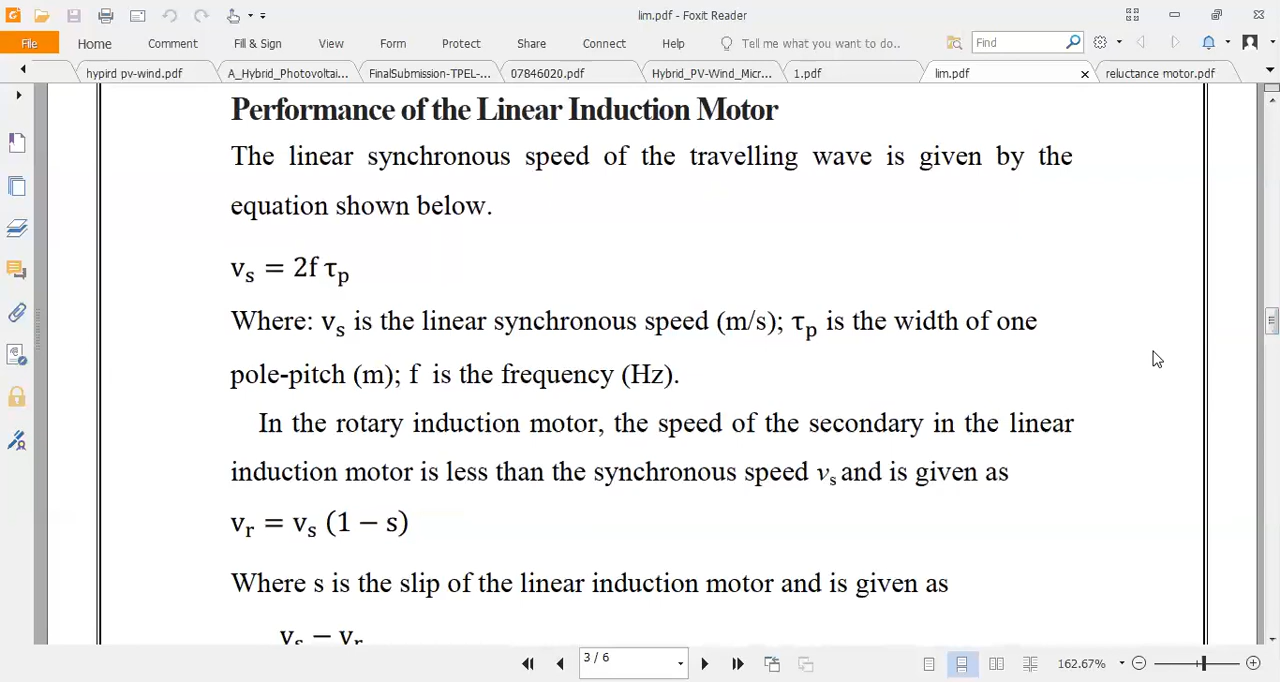 lim.pdf - Foxit Reader
File Home Comment Fill & Sign View Form Protect Share Connect Help Tell me what you want to do.. Find
hypird pv-wind.pdf A_Hybrid_Photovoltai... FinalSubmission-TPEL-... 07846020.pdf Hybrid_PV-Wind_Micr... 1.pdf lim.pdf reluctance motor.pdf
Performance of the Linear Induction Motor
The linear synchronous speed of the travelling wave is given by the
equation shown below.
vₛ = 2f τₚ
Where: vₛ is the linear synchronous speed (m/s); τₚ is the width of one
pole-pitch (m); f is the frequency (Hz).
In the rotary induction motor, the speed of the secondary in the linear
induction motor is less than the synchronous speed vₛ and is given as
vᵣ = vₛ (1 − s)
Where s is the slip of the linear induction motor and is given as
vₛ − vᵣ
3 / 6 162.67%